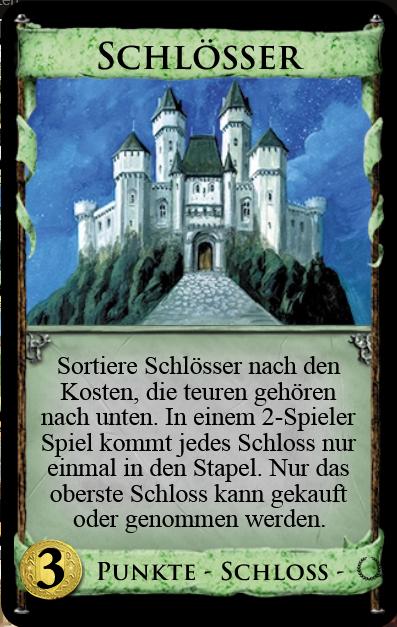 SCHLÖSSER
Sortiere Schlösser nach den
Kosten, die teuren gehören
nach unten. In einem 2-Spieler
Spiel kommt jedes Schloss nur
einmal in den Stapel. Nur das
oberste Schloss kann gekauft
oder genommen werden.
3 PUNKTE - SCHLOSS -